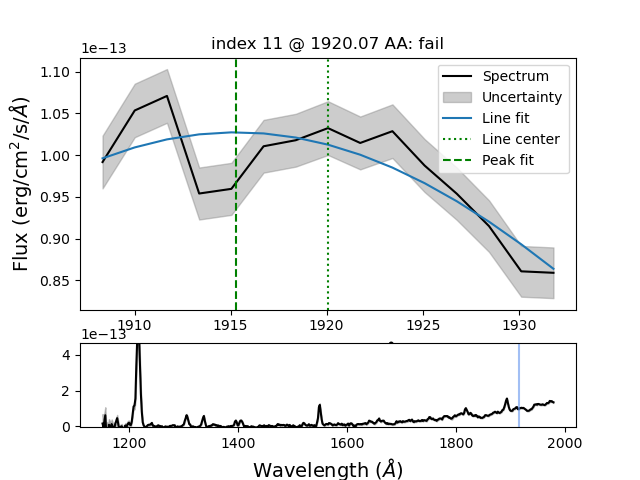 index 11 @ 1920.07 AA: fail
1e−13
1.10
1.05
1.00
0.95
0.90
0.85
Flux (erg/cm²/s/Å)
Spectrum
Uncertainty
Line fit
Line center
Peak fit
1910 1915 1920 1925 1930
1e−13
4
2
0
1200 1400 1600 1800 2000
Wavelength (Å)